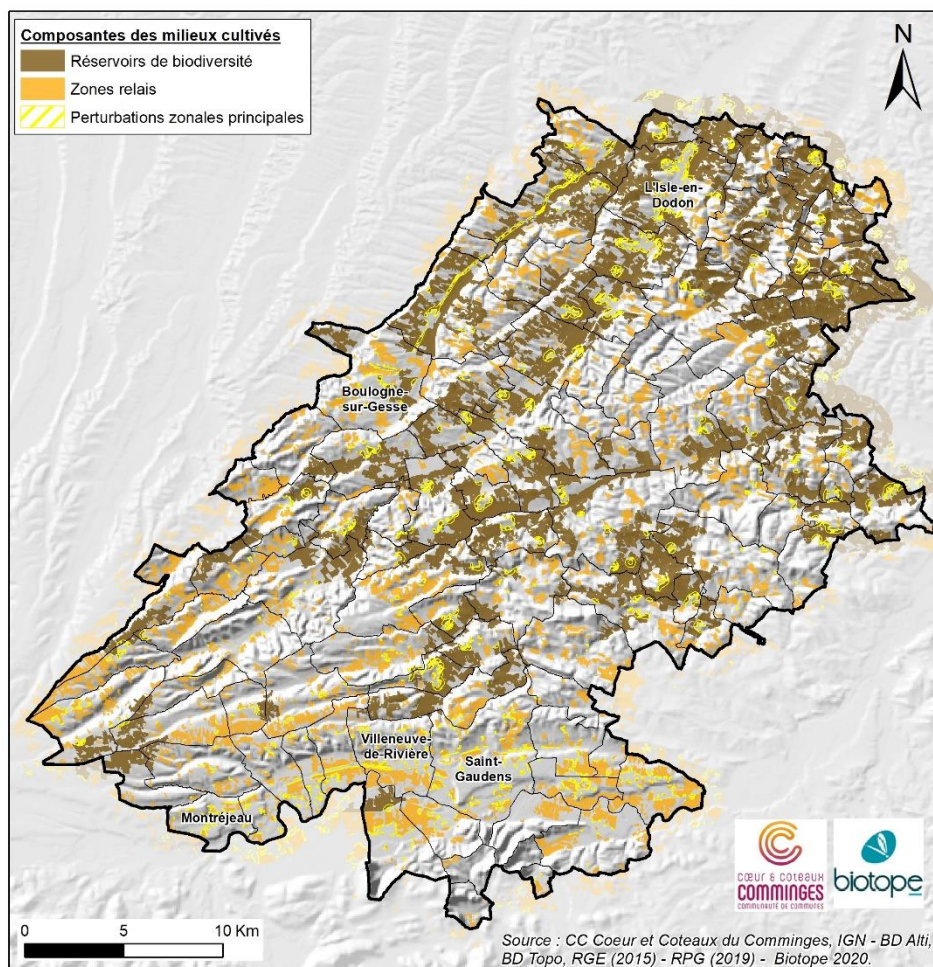 Composantes des milieux cultivés
Réservoirs de biodiversité
Zones relais
Perturbations zonales principales
N
L'Isle-en-
Dodon
Boulogne-
sur-Gesse
Villeneuve-
de-Rivière
Saint-
Gaudens
Montréjeau
CŒUR & COTEAUX
COMMINGES
COMMUNAUTÉ DE COMMUNES
biotope
0 5 10 Km
Source : CC Coeur et Coteaux du Comminges, IGN - BD Alti,
BD Topo, RGE (2015) - RPG (2019) - Biotope 2020.